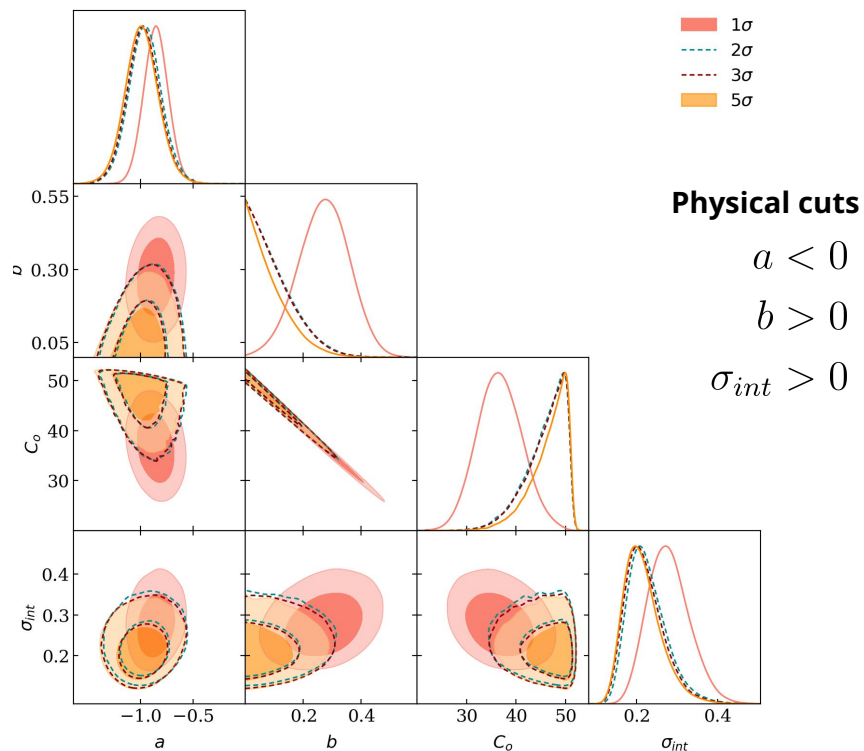 1σ
2σ
3σ
5σ
Physical cuts
a < 0
b > 0
σ_int > 0
0.55
0.30
0.05
b
50
40
30
C_o
0.4
0.3
0.2
σ_int
−1.0 −0.5
0.2 0.4
30 40 50
0.2 0.4
a
b
C_o
σ_int